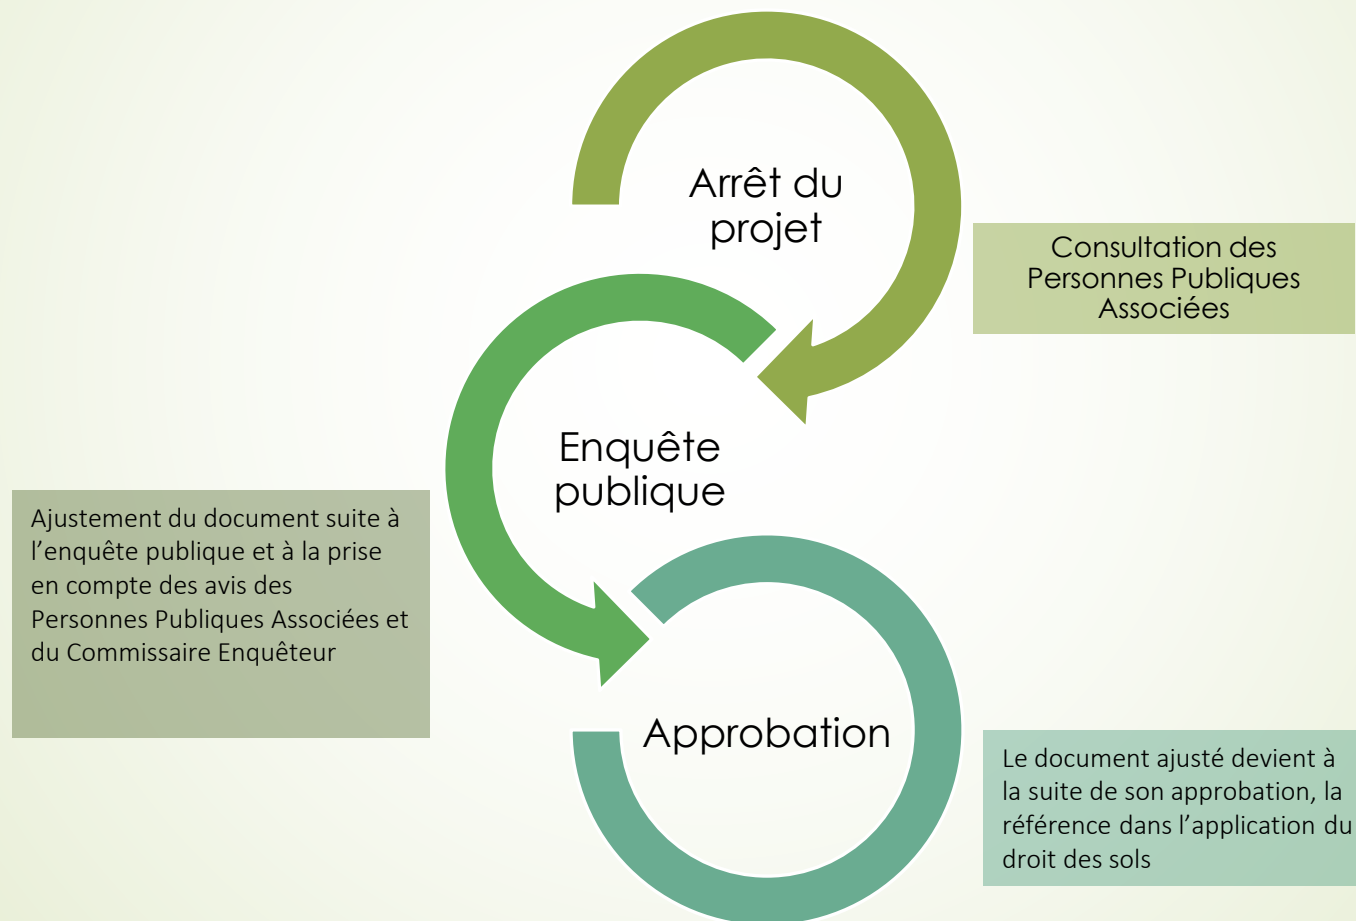 Arrêt du
projet
Consultation des
Personnes Publiques
Associées
Enquête
publique
Ajustement du document suite à
l’enquête publique et à la prise
en compte des avis des
Personnes Publiques Associées et
du Commissaire Enquêteur
Approbation
Le document ajusté devient à
la suite de son approbation, la
référence dans l’application du
droit des sols